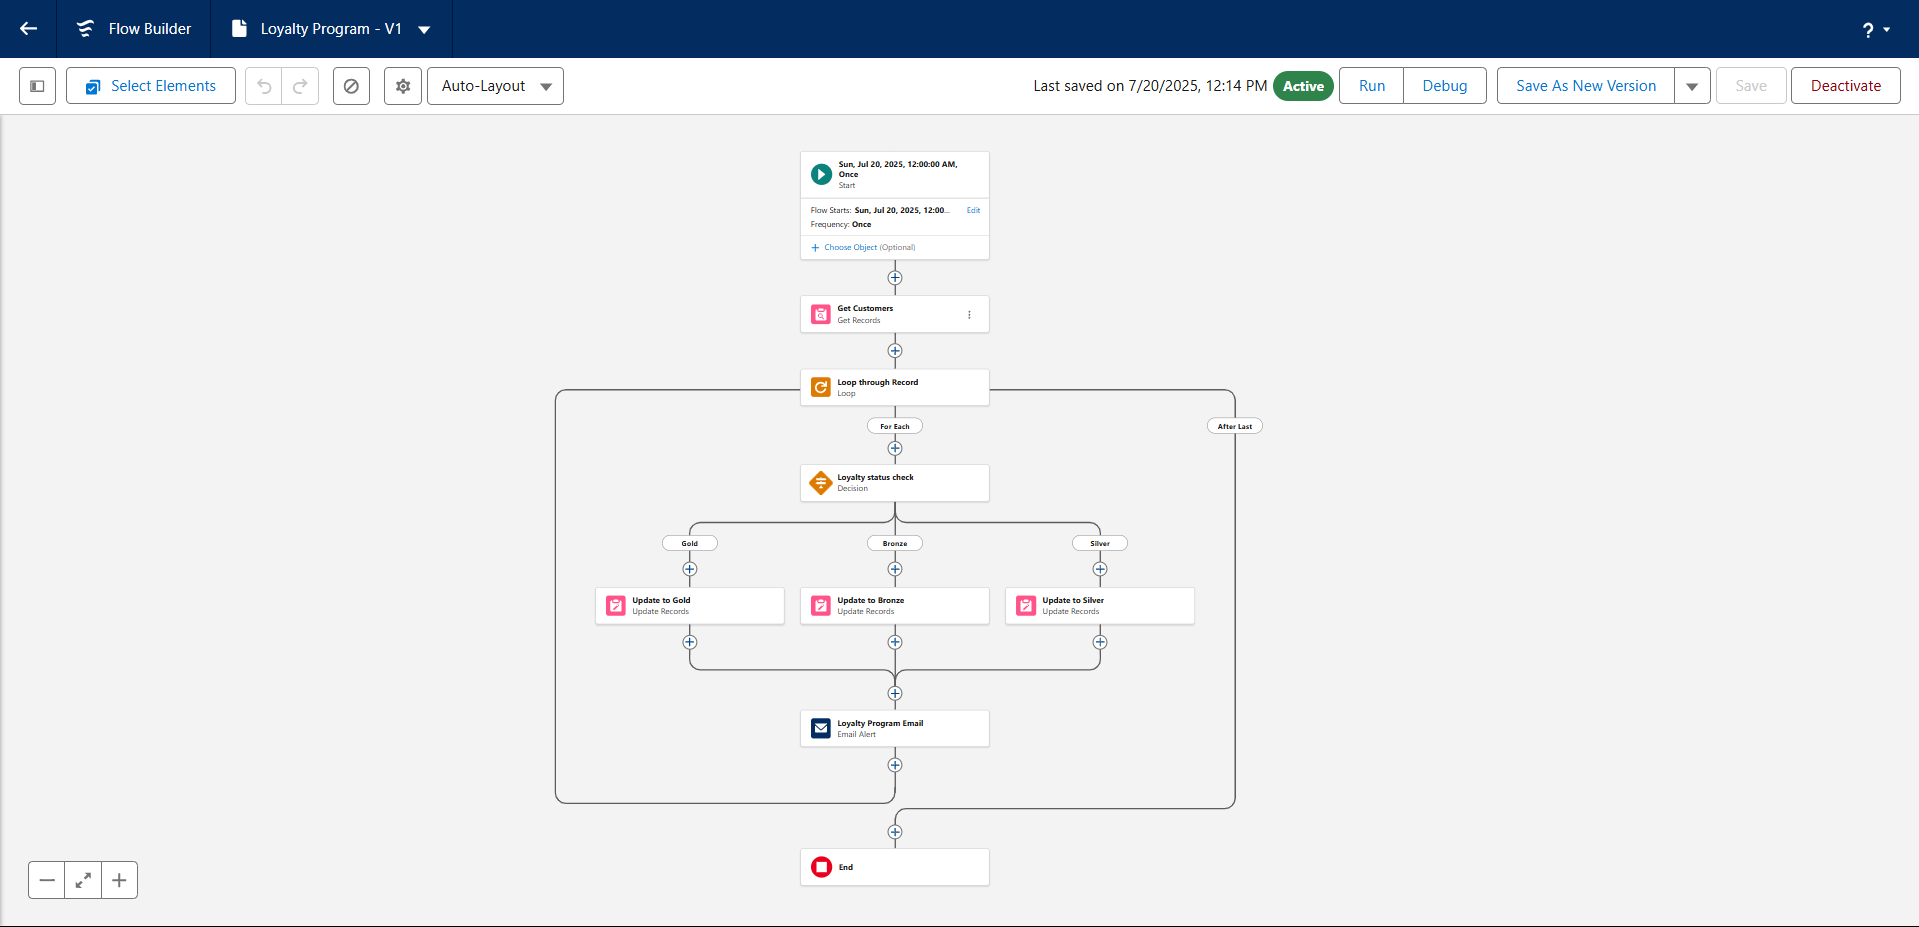 Flow Builder
Loyalty Program - V1
?
Select Elements
Auto-Layout
Last saved on 7/20/2025, 12:14 PM
Active
Run
Debug
Save As New Version
Save
Deactivate
Sun, Jul 20, 2025, 12:00:00 AM,
Once
Start
Flow Starts: Sun, Jul 20, 2025, 12:00... Edit
Frequency: Once
+ Choose Object (Optional)
Get Customers
Get Records
Loop through Record
Loop
For Each
After Last
Loyalty status check
Decision
Gold
Bronze
Silver
Update to Gold
Update Records
Update to Bronze
Update Records
Update to Silver
Update Records
Loyalty Program Email
Email Alert
End